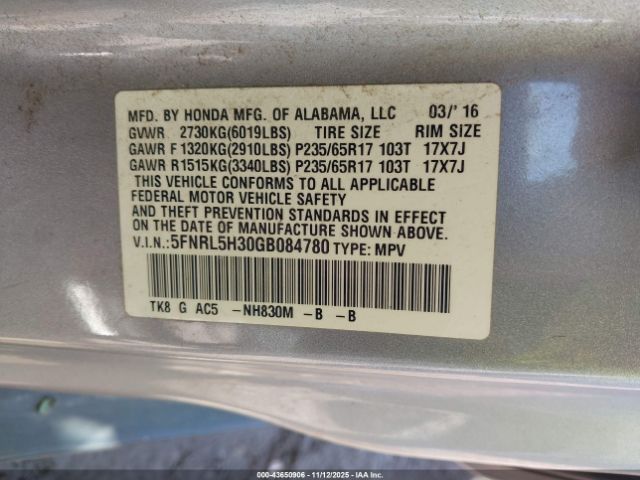 MFD. BY HONDA MFG. OF ALABAMA, LLC 03/'16
GVWR 2730KG(6019LBS) TIRE SIZE RIM SIZE
GAWR F 1320KG(2910LBS) P235/65R17 103T 17X7J
GAWR R1515KG(3340LBS) P235/65R17 103T 17X7J
THIS VEHICLE CONFORMS TO ALL APPLICABLE
FEDERAL MOTOR VEHICLE SAFETY
AND THEFT PREVENTION STANDARDS IN EFFECT
ON THE DATE OF MANUFACTURE SHOWN ABOVE.
V.I.N.:5FNRL5H30GB084780 TYPE: MPV
TK8 G AC5 -NH830M -B -B
000-43650906 - 11/12/2025 - IAAI.CA